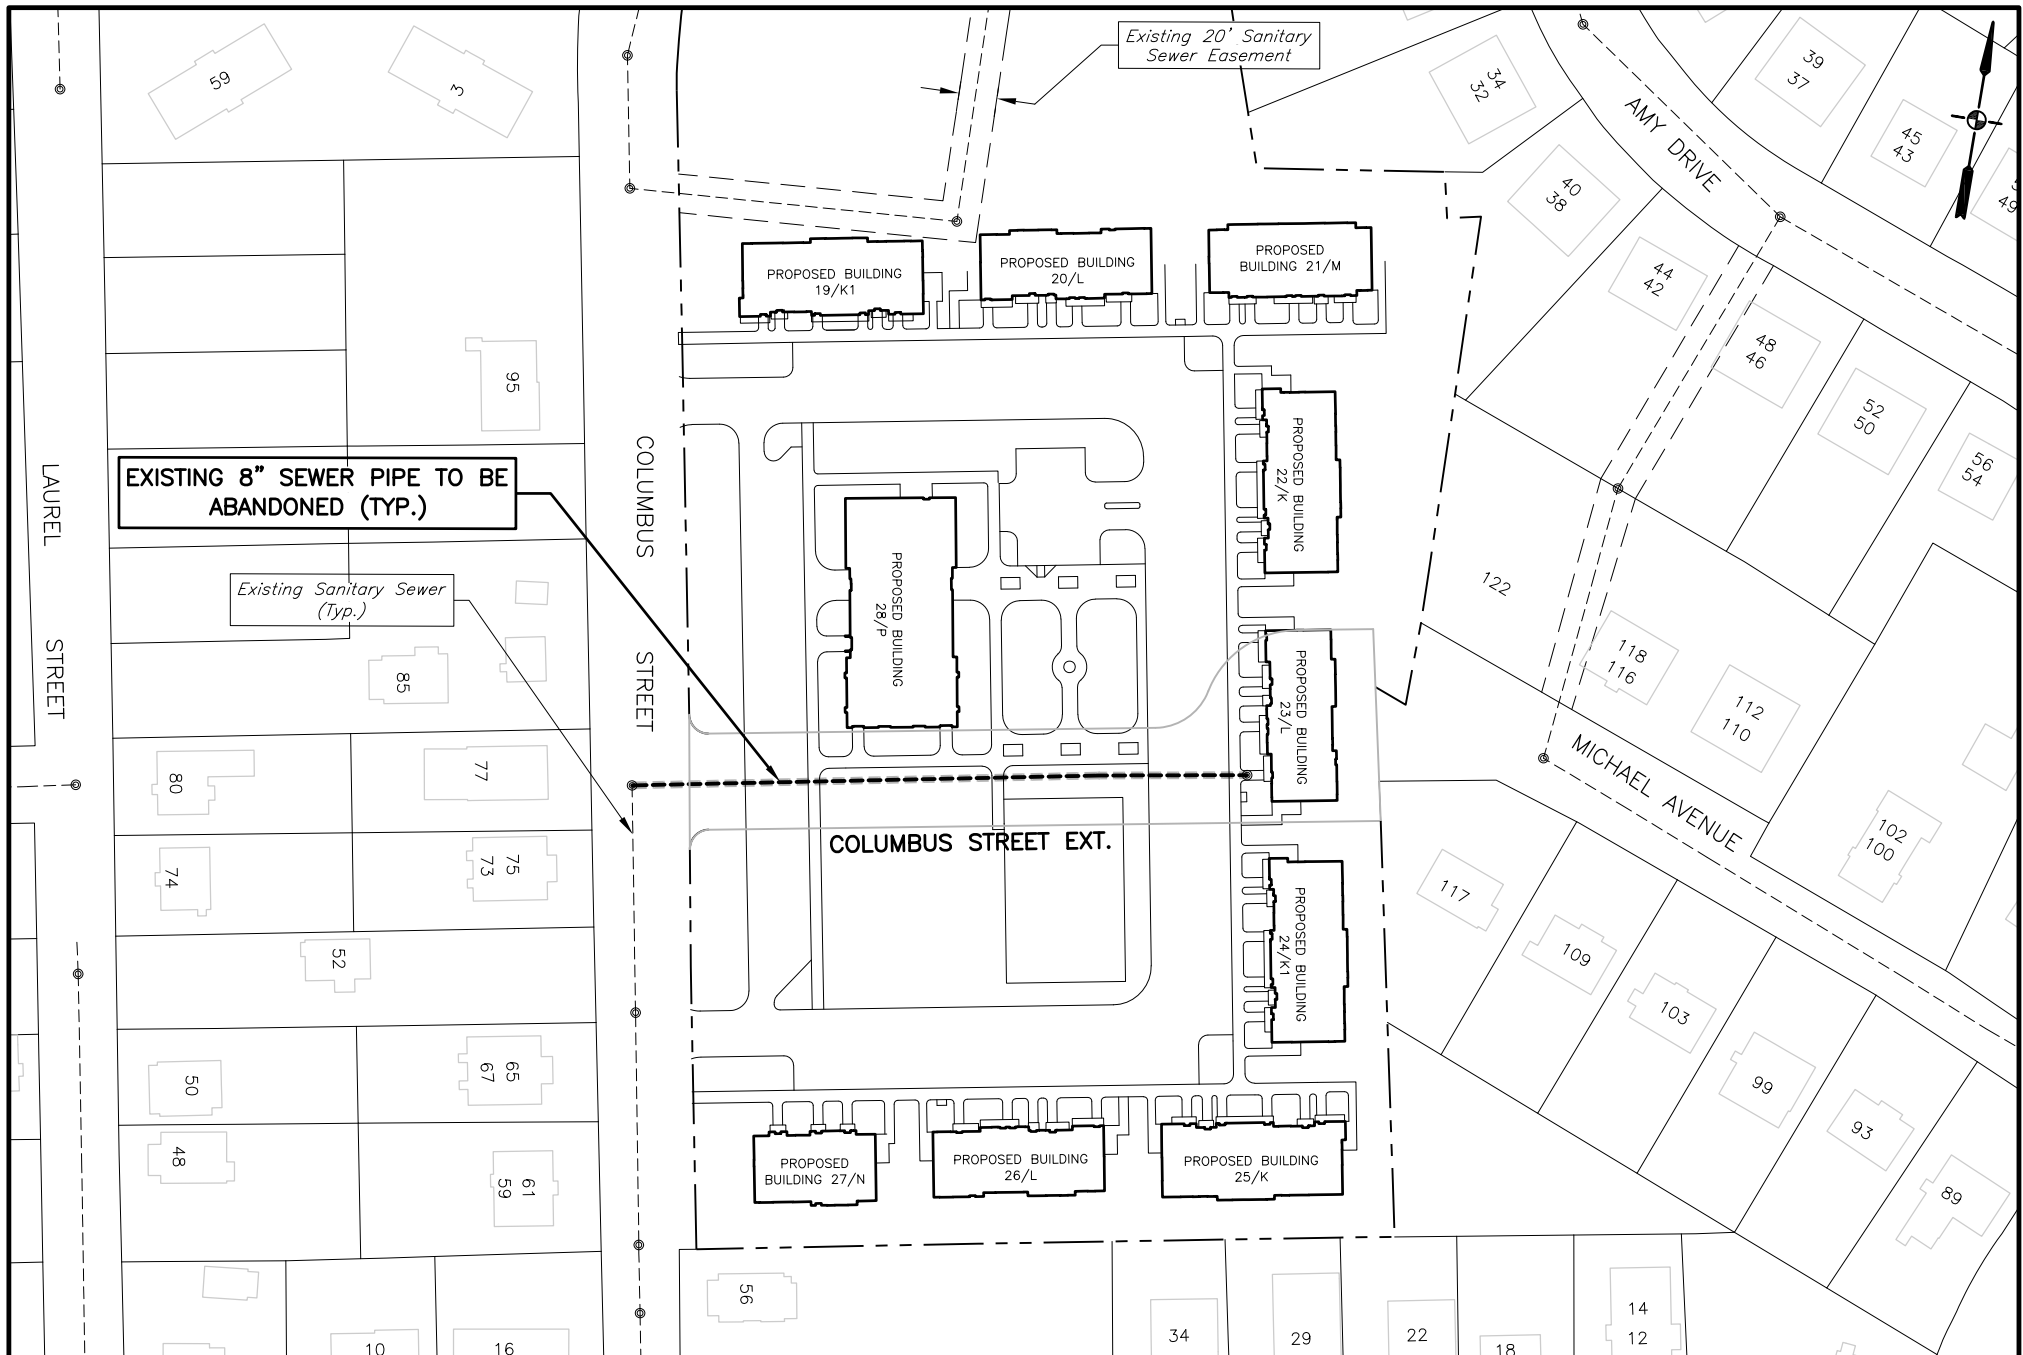 Existing 20' Sanitary
Sewer Easement
59
3
34
32
39
37
45
43
49
AMY DRIVE
40
38
44
42
48
46
52
50
56
54
PROPOSED BUILDING
19/K1
PROPOSED BUILDING
20/L
PROPOSED
BUILDING 21/M
95
LAUREL STREET
COLUMBUS STREET
EXISTING 8" SEWER PIPE TO BE
ABANDONED (TYP.)
Existing Sanitary Sewer
(Typ.)
PROPOSED BUILDING
22/K
PROPOSED BUILDING
28/P
PROPOSED BUILDING
23/L
122
118
116
112
110
MICHAEL AVENUE
85
80
77
74
75
73
52
COLUMBUS STREET EXT.
PROPOSED BUILDING
24/K1
102
100
117
109
103
99
93
89
50
65
67
48
61
59
PROPOSED
BUILDING 27/N
PROPOSED BUILDING
26/L
PROPOSED BUILDING
25/K
56
10
16
34
29
22
18
14
12